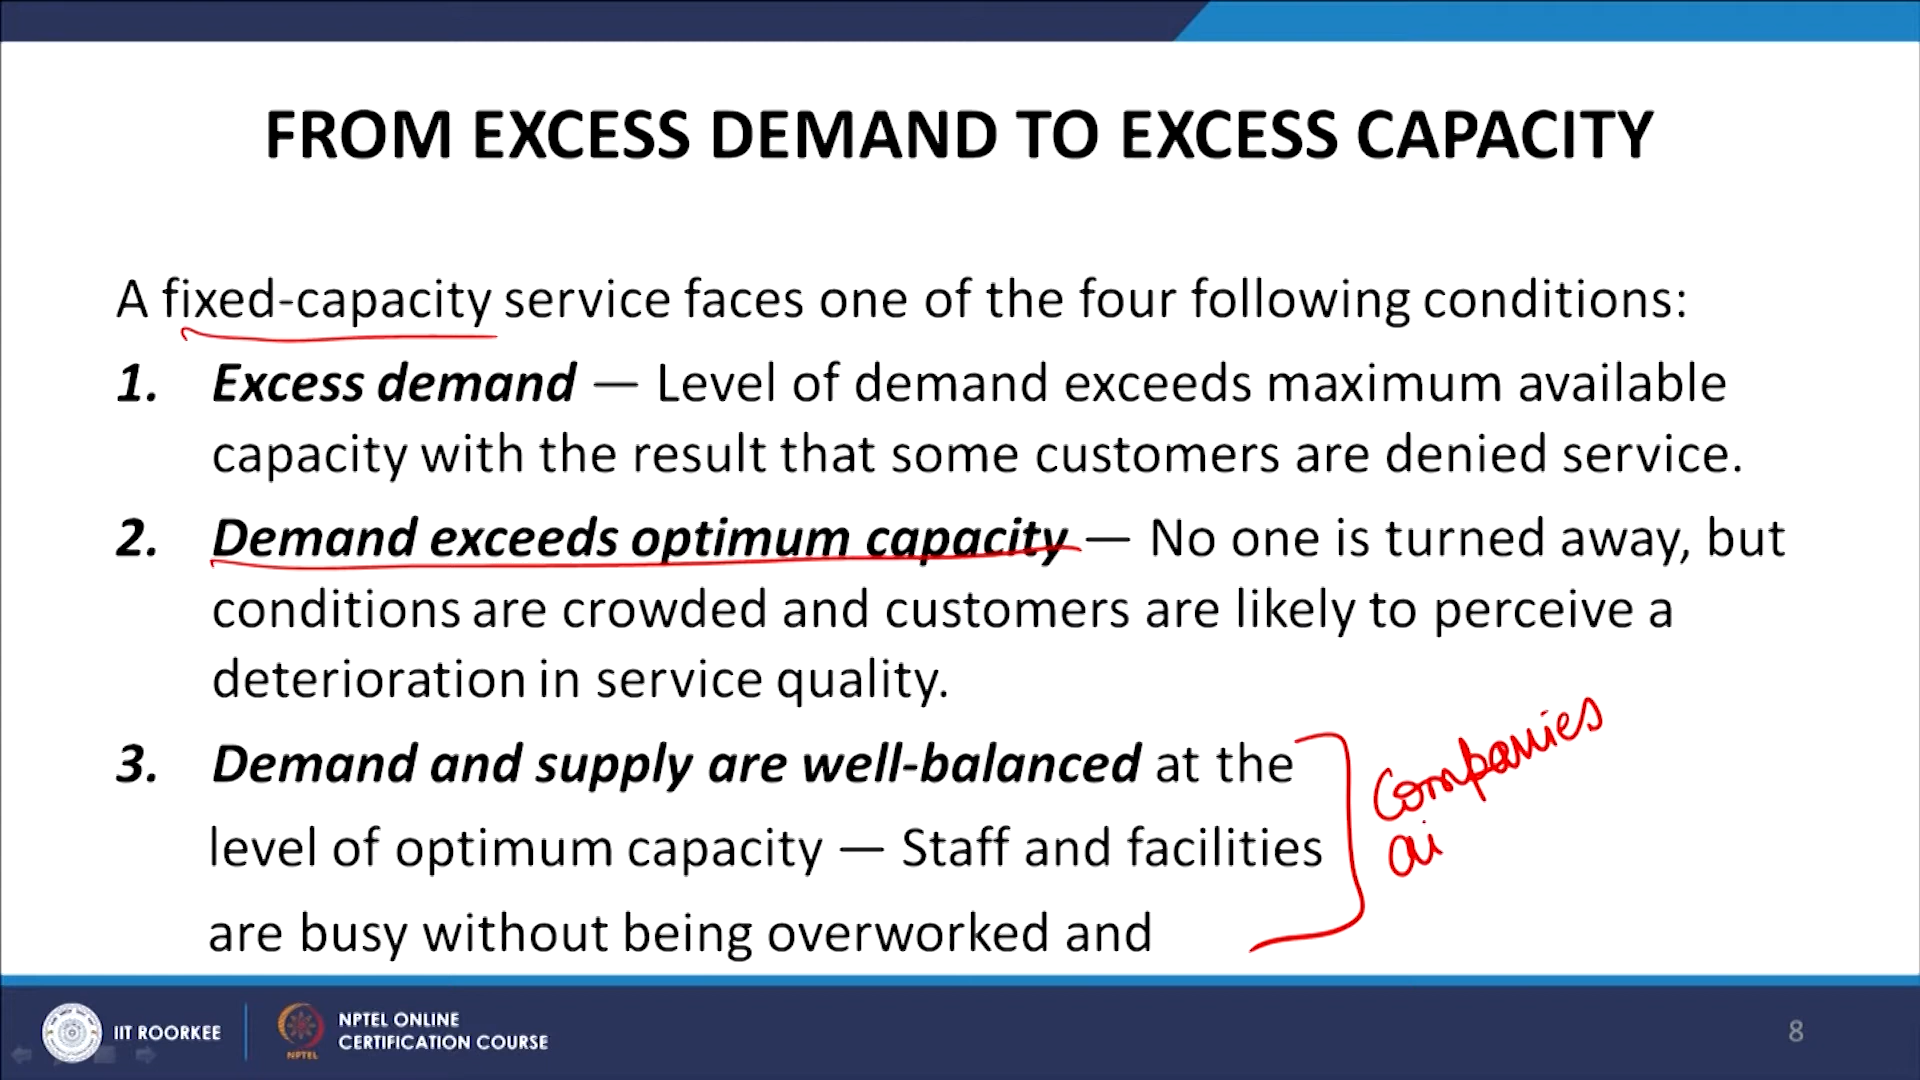 FROM EXCESS DEMAND TO EXCESS CAPACITY
A fixed-capacity service faces one of the four following conditions:
1. Excess demand — Level of demand exceeds maximum available
capacity with the result that some customers are denied service.
2. Demand exceeds optimum capacity — No one is turned away, but
conditions are crowded and customers are likely to perceive a
deterioration in service quality.
3. Demand and supply are well-balanced at the
level of optimum capacity — Staff and facilities
are busy without being overworked and
Companies
ai
IIT ROORKEE
NPTEL
NPTEL ONLINE
CERTIFICATION COURSE
8